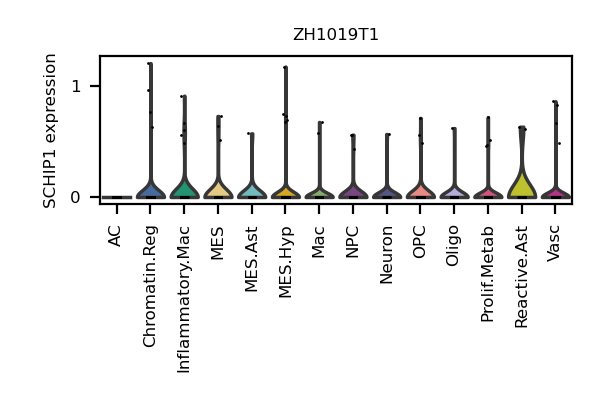 ZH1019T1
SCHIP1 expression
1
0
AC
Chromatin.Reg
Inflammatory.Mac
MES
MES.Ast
MES.Hyp
Mac
NPC
Neuron
OPC
Oligo
Prolif.Metab
Reactive.Ast
Vasc